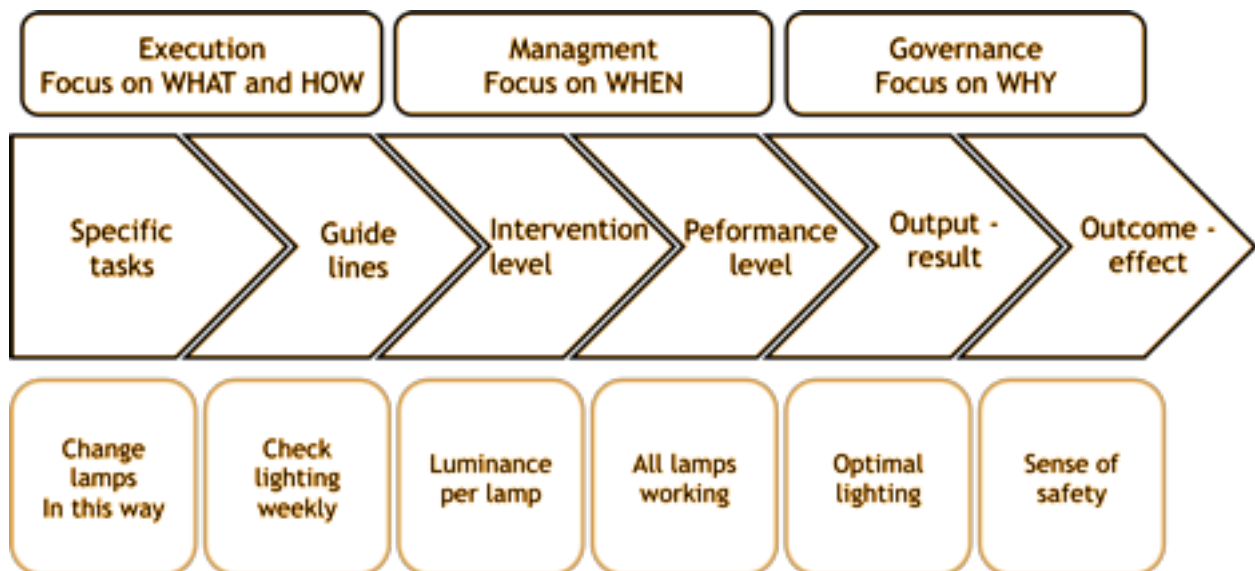 Execution
Focus on WHAT and HOW
Managment
Focus on WHEN
Governance
Focus on WHY
Specific
tasks
Guide
lines
Intervention
level
Peformance
level
Output -
result
Outcome -
effect
Change
lamps
In this way
Check
lighting
weekly
Luminance
per lamp
All lamps
working
Optimal
lighting
Sense of
safety